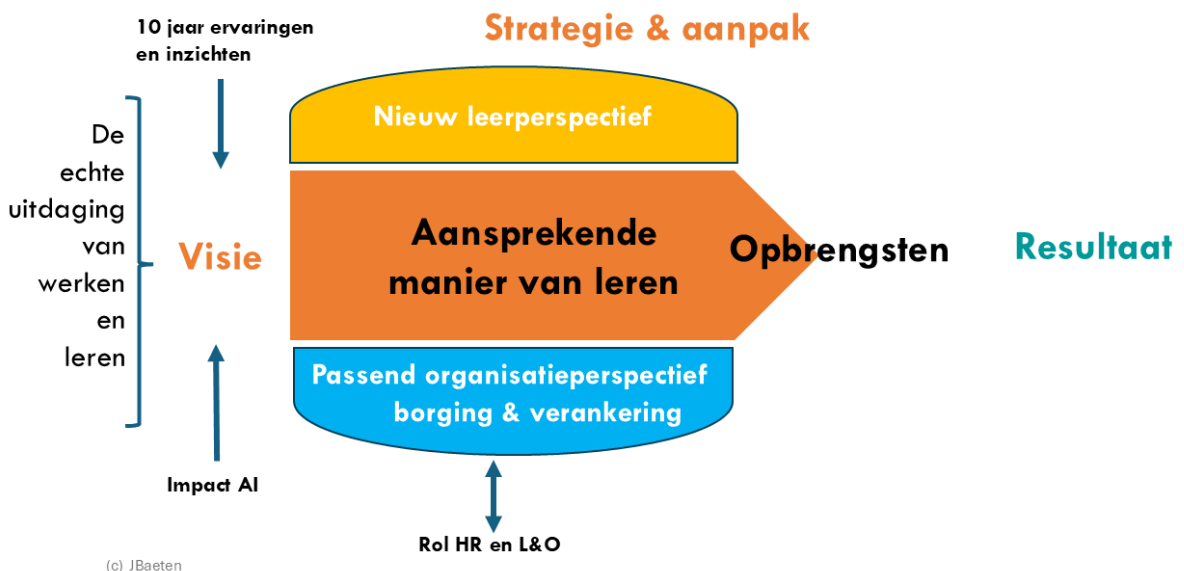 10 jaar ervaringen
en inzichten
Strategie & aanpak
De
echte
uitdaging
van
werken
en
leren
Visie
Nieuw leerperspectief
Aansprekende
manier van leren
Opbrengsten
Resultaat
Passend organisatieperspectief
borging & verankering
Impact AI
Rol HR en L&O
(c) JBaeten